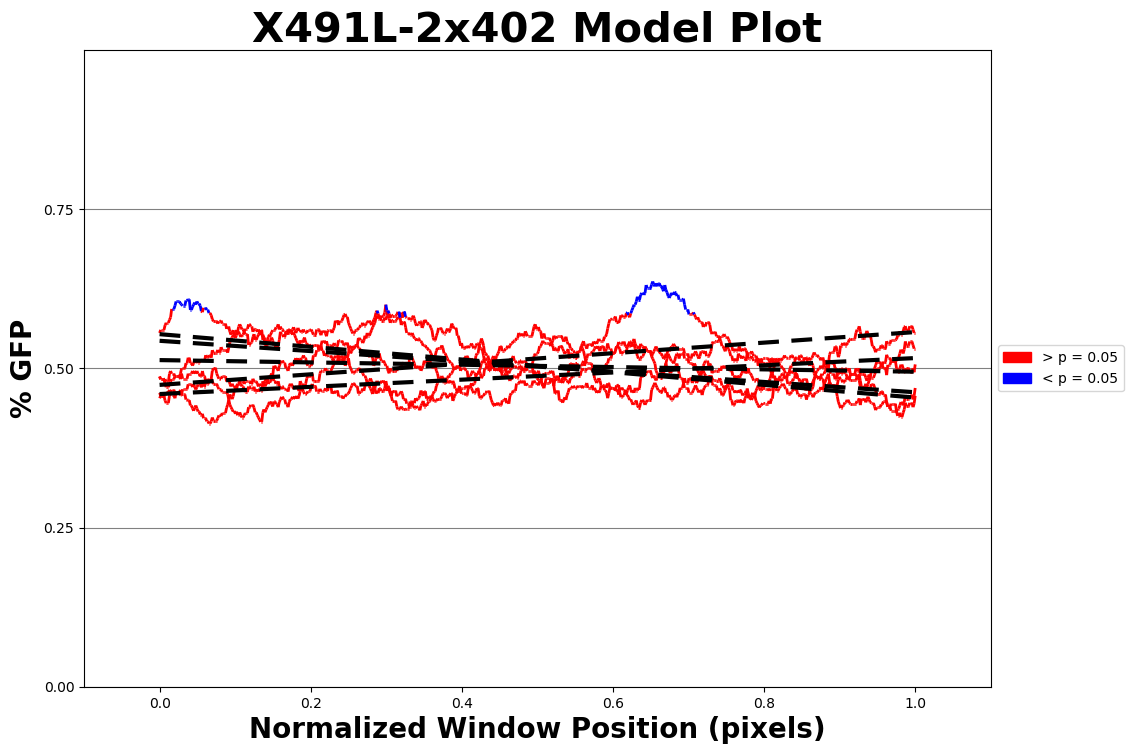 X491L-2x402 Model Plot
% GFP
0.75
0.50
0.25
0.00
0.0 0.2 0.4 0.6 0.8 1.0
Normalized Window Position (pixels)
> p = 0.05
< p = 0.05